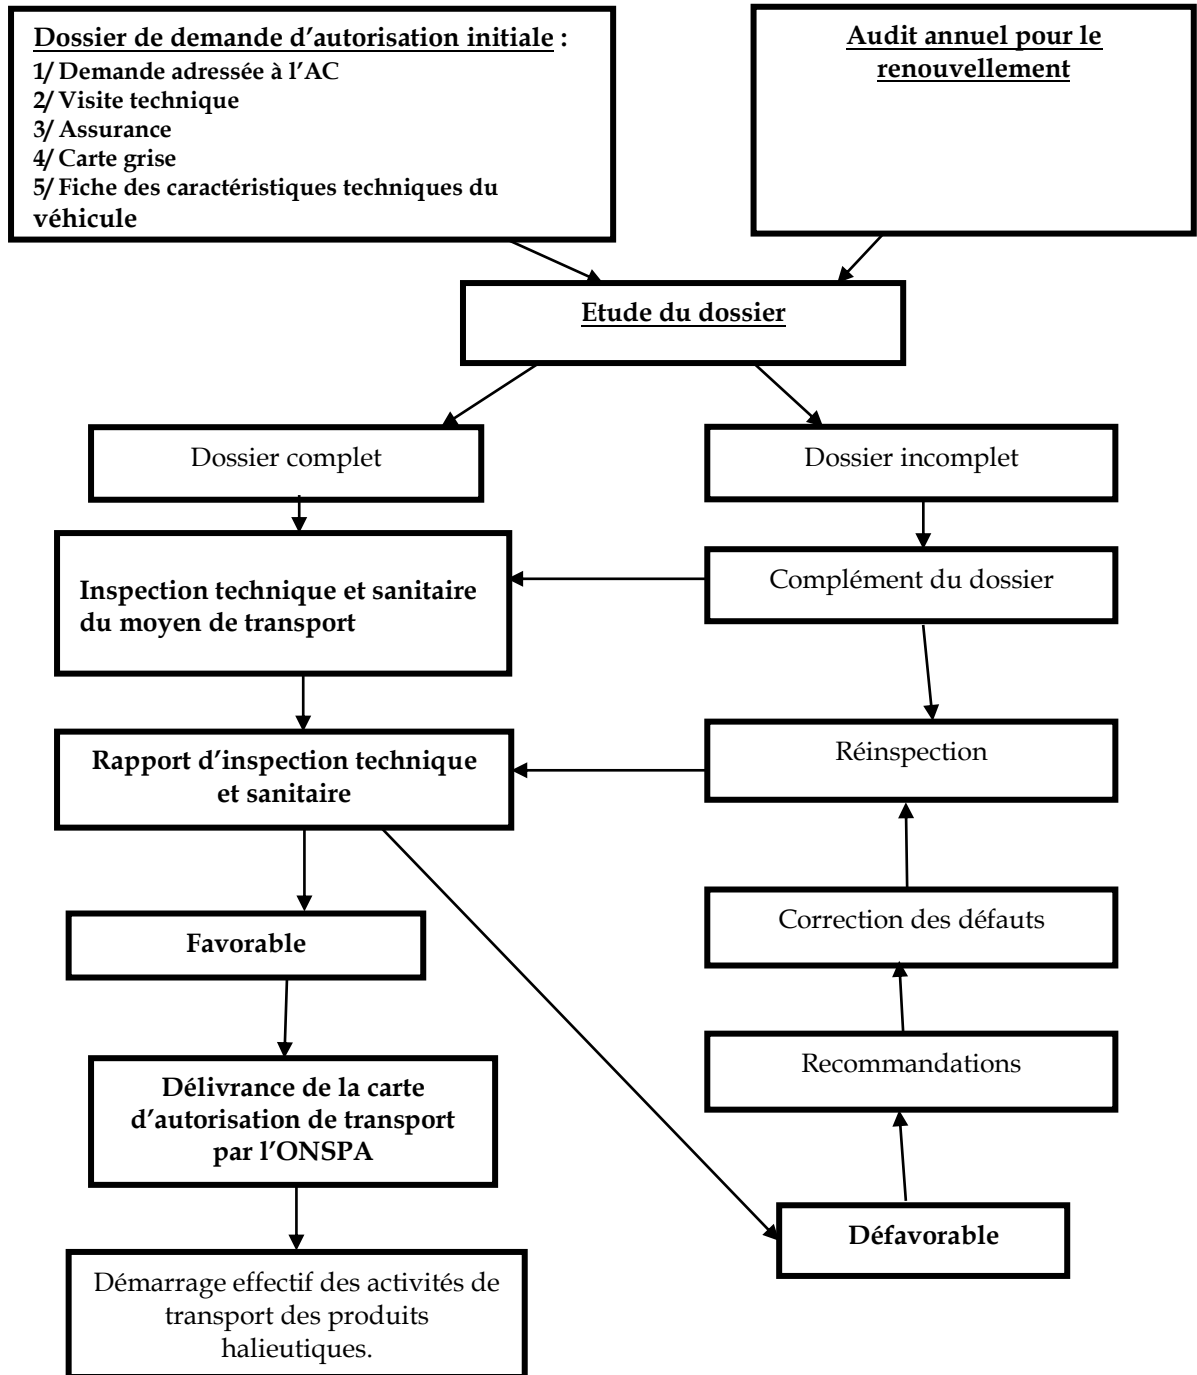 Dossier de demande d’autorisation initiale :
1/ Demande adressée à l’AC
2/ Visite technique
3/ Assurance
4/ Carte grise
5/ Fiche des caractéristiques techniques du
véhicule
Audit annuel pour le
renouvellement
Etude du dossier
Dossier complet
Dossier incomplet
Inspection technique et sanitaire
du moyen de transport
Complément du dossier
Rapport d’inspection technique
et sanitaire
Réinspection
Favorable
Correction des défauts
Délivrance de la carte
d’autorisation de transport
par l’ONSPA
Recommandations
Défavorable
Démarrage effectif des activités de
transport des produits
halieutiques.